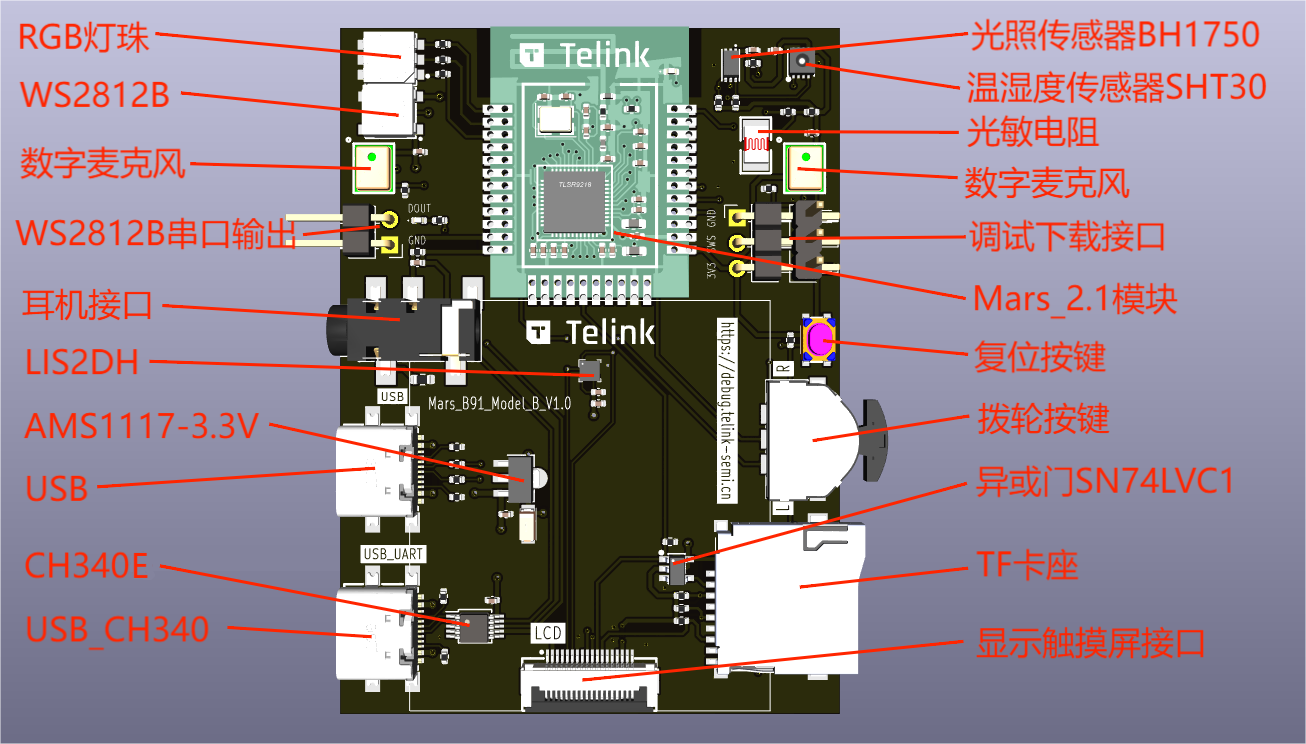 RGB灯珠
WS2812B
数字麦克风
WS2812B串口输出
耳机接口
LIS2DH
AMS1117-3.3V
USB
CH340E
USB_CH340
Telink
TLSR9218
DOUT
GND
GND
SWS
3V3
Telink
Mars_B91_Model_B_V1.0
https://debug.telink-semi.cn
USB
USB_UART
LCD
R
L
光照传感器BH1750
温湿度传感器SHT30
光敏电阻
数字麦克风
调试下载接口
Mars_2.1模块
复位按键
拨轮按键
异或门SN74LVC1
TF卡座
显示触摸屏接口